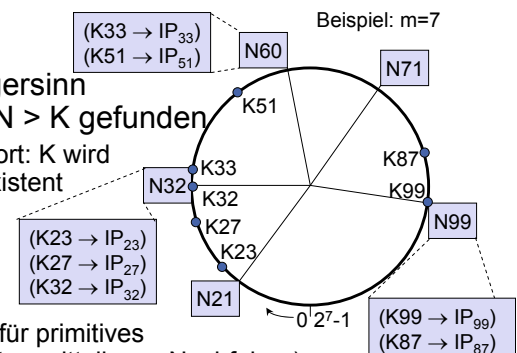 Beispiel: m=7
(K33 → IP₃₃)
(K51 → IP₅₁)
N60
N71
gersinn
N > K gefunden
K51
ort: K wird
K33
K87
istent
N32
K32
K99
K27
N99
(K23 → IP₂₃)
(K27 → IP₂₇)
(K32 → IP₃₂)
K23
N21
0 2⁷-1
(K99 → IP₉₉)
(K87 → IP₈₇)
für primitives